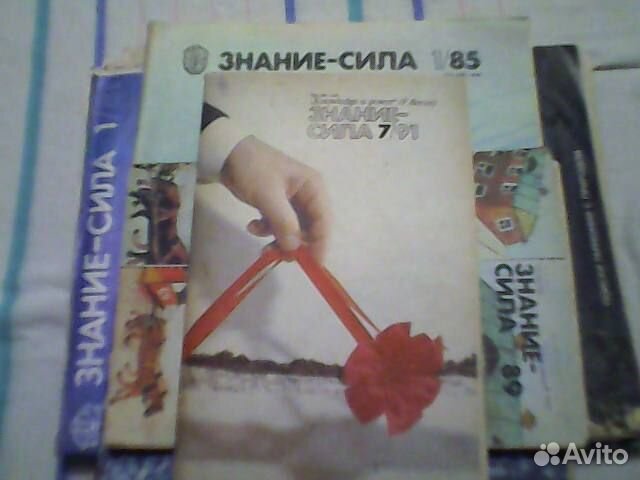 ЗНАНИЕ-СИЛА 1/85
ЗНАНИЕ-
СИЛА 7/91
ЗНАНИЕ-СИЛА 1
ЗНАНИЕ-
СИЛА
89
Avito